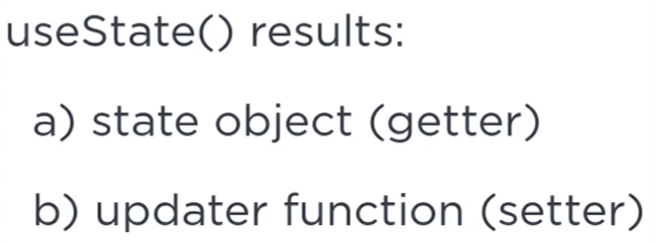 useState() results:
a) state object (getter)
b) updater function (setter)